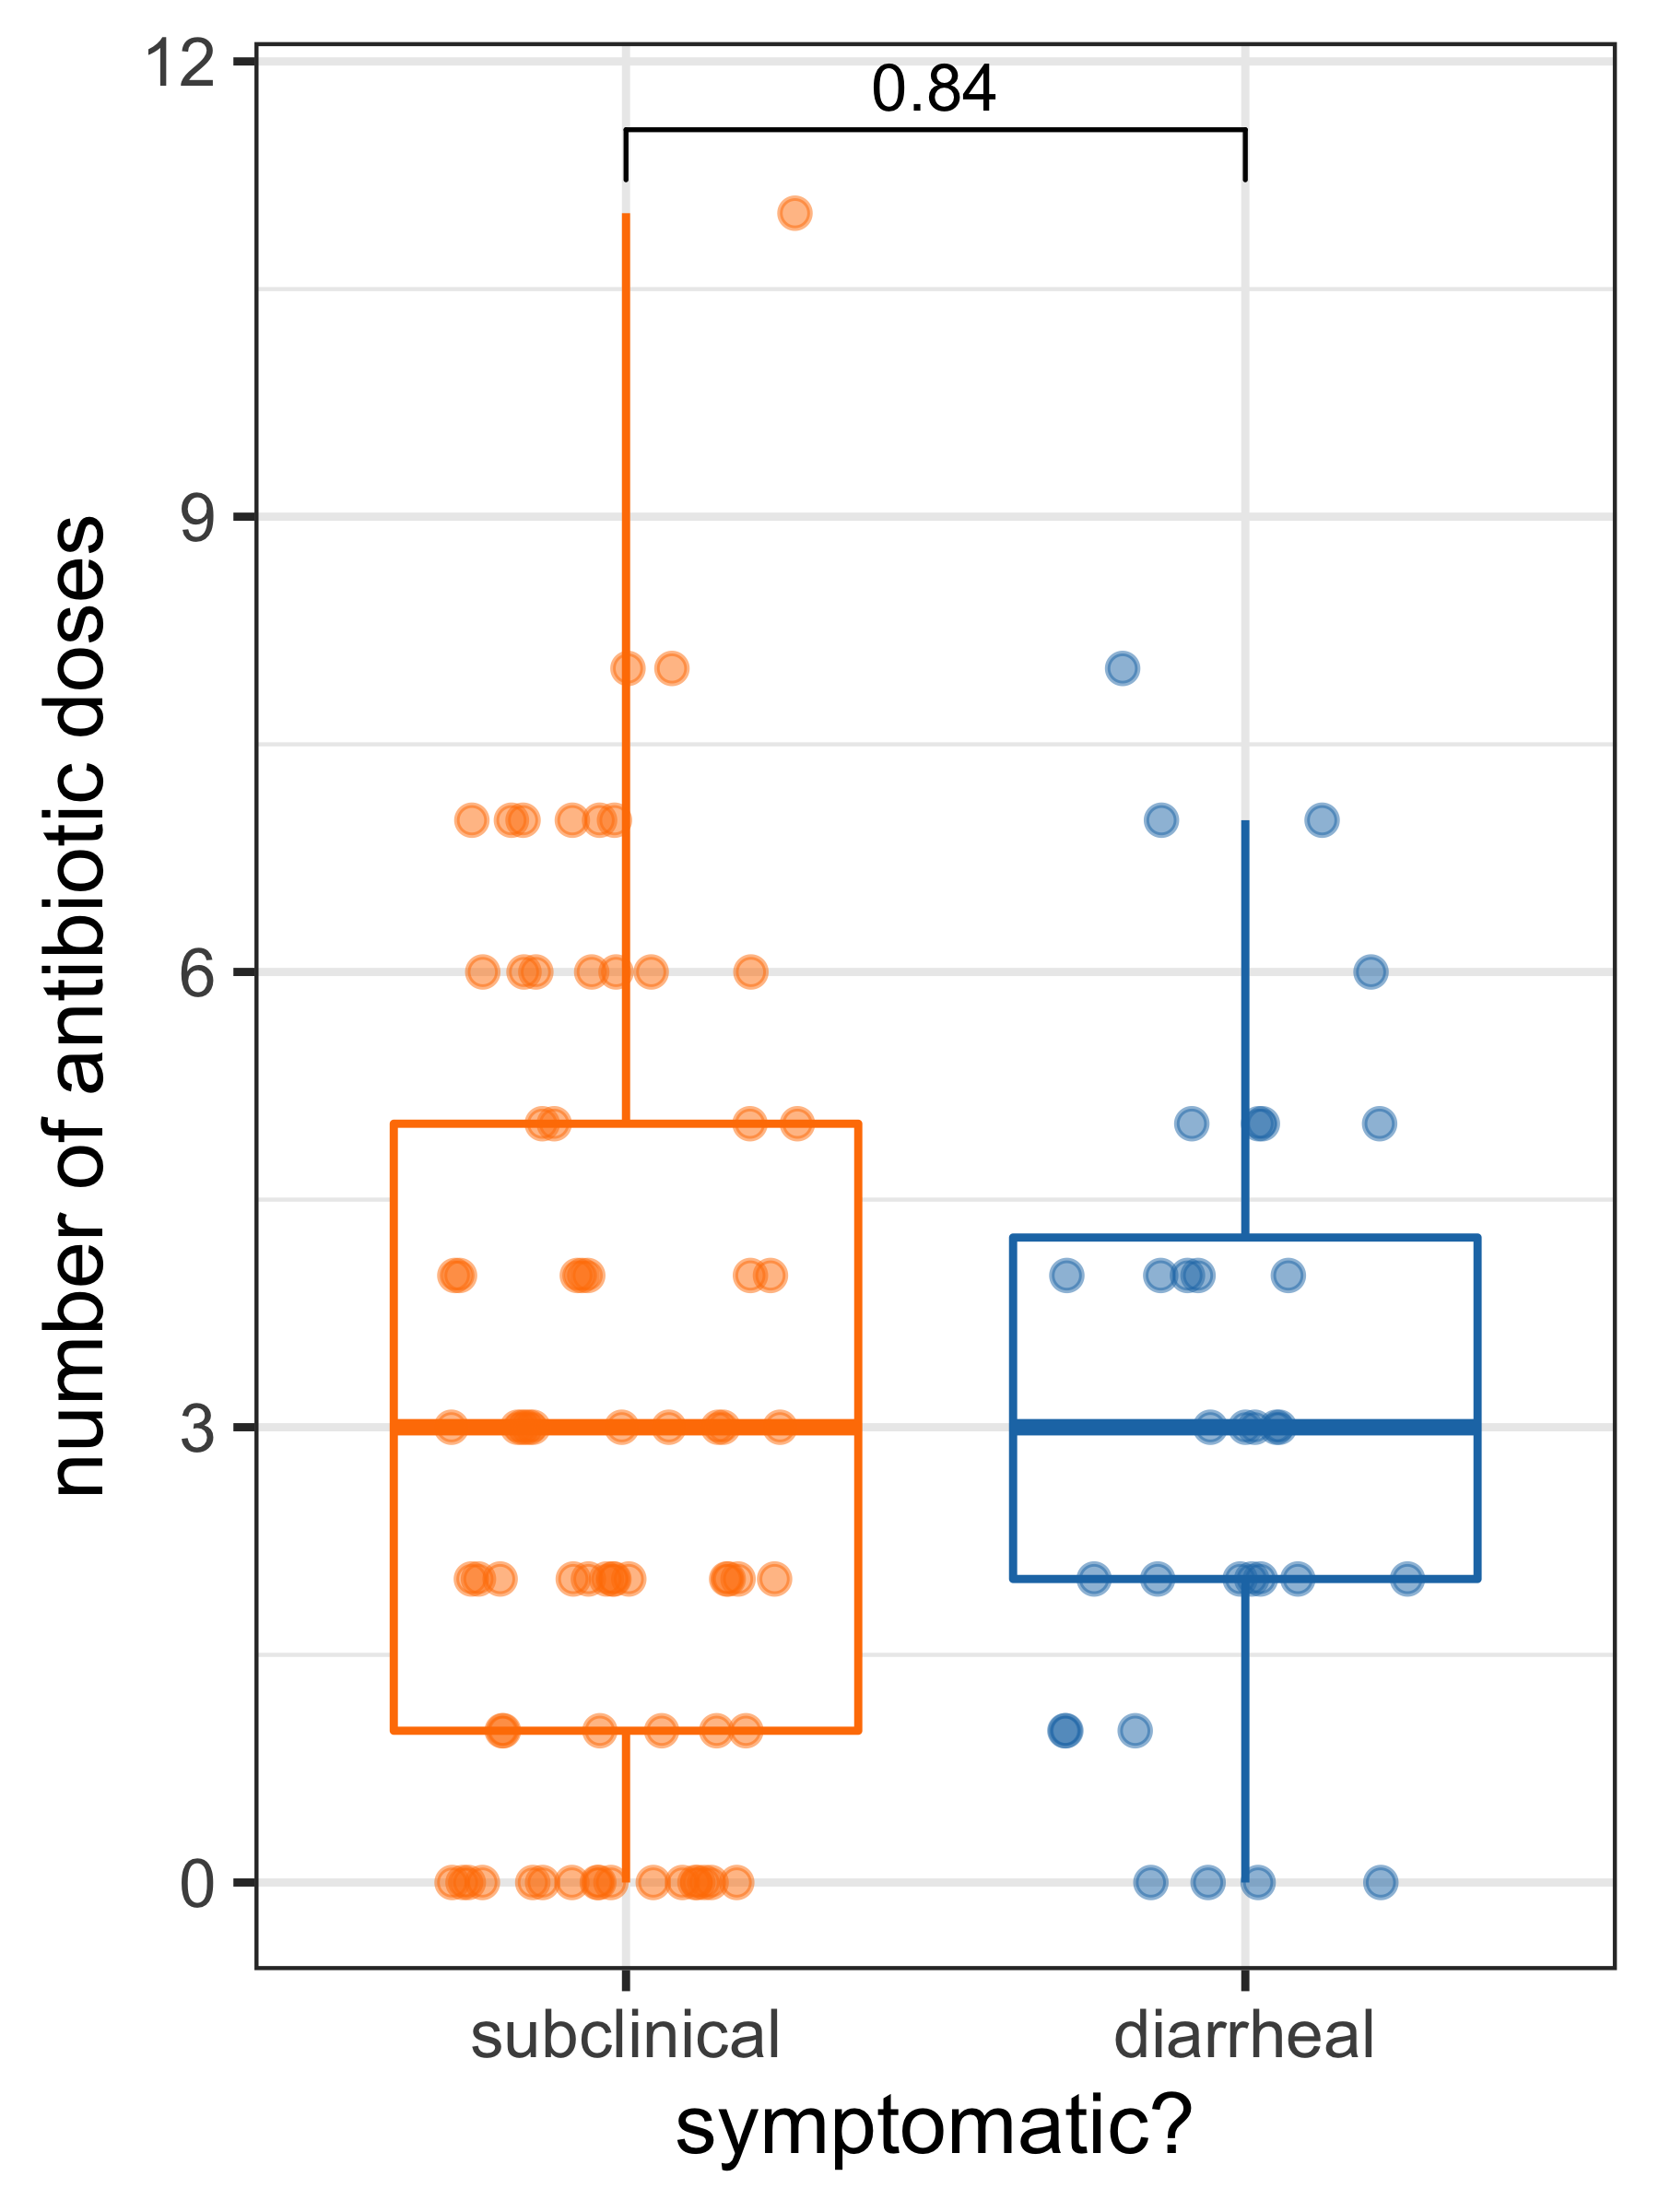 12
0.84
9
6
3
0
number of antibiotic doses
subclinical
diarrheal
symptomatic?